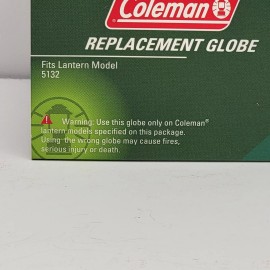 Coleman
REPLACEMENT GLOBE
Fits Lantern Model
5132
Warning: Use this globe only on Coleman®
lantern models specified on this package.
Using the wrong globe may cause fires,
serious injury or death.